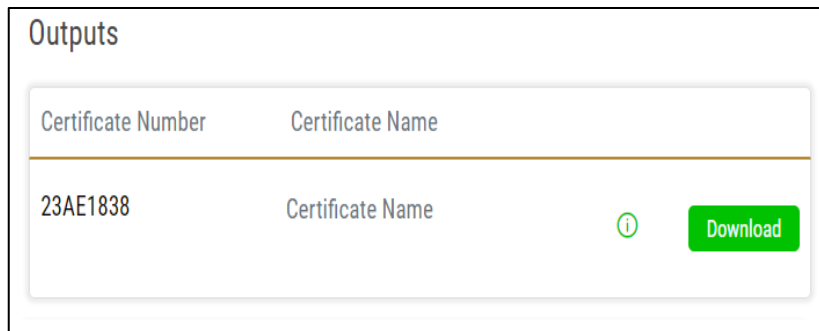 Outputs
Certificate Number Certificate Name
23AE1838 Certificate Name Download